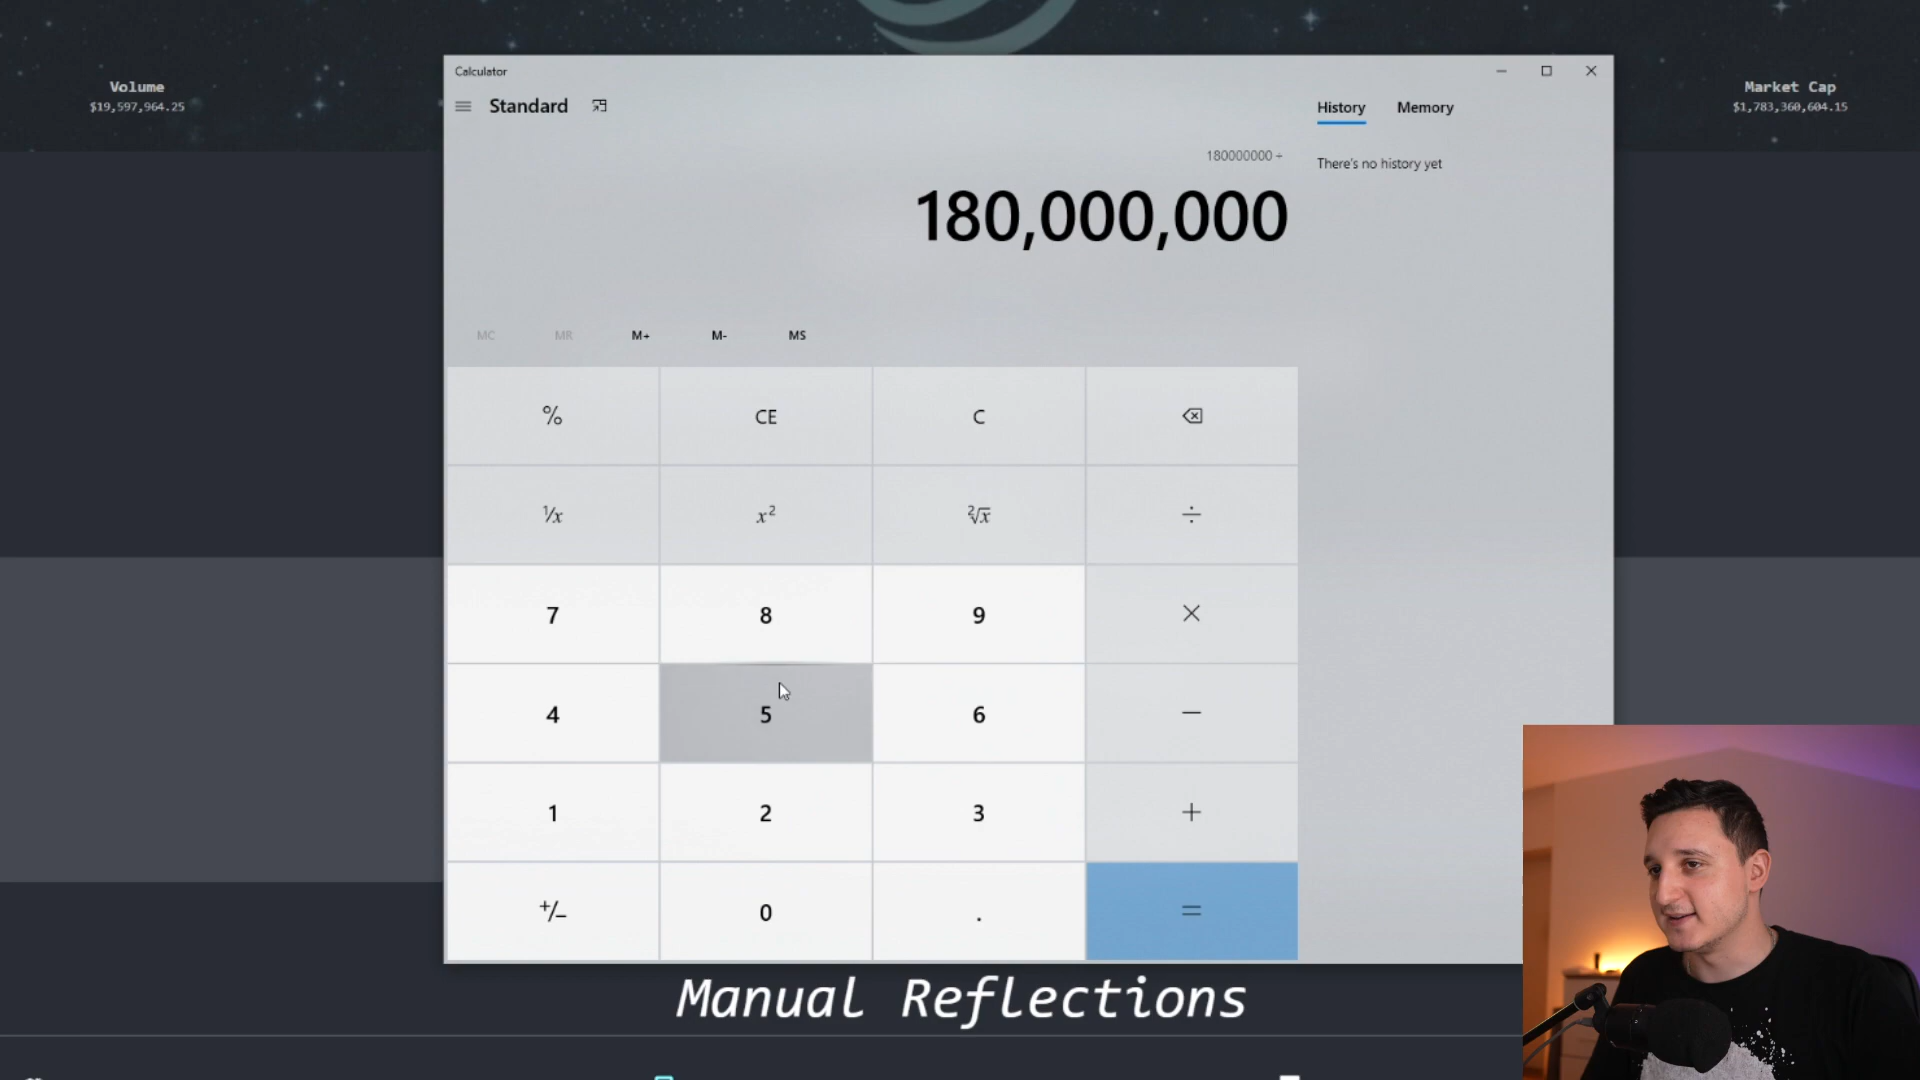 Volume
$19,597,964.25
Market Cap
$1,783,360,604.15
Calculator
Standard
History
Memory
180000000 ÷
There's no history yet
180,000,000
MC MR M+ M- MS
% CE C
⅟x x² ²√x ÷
7 8 9 ×
4 5 6 −
1 2 3 +
+/− 0 . =
Manual Reflections